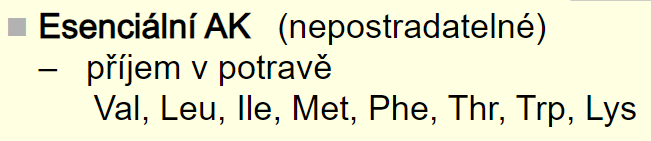 Esenciální AK (nepostradatelné)
– příjem v potravě
Val, Leu, Ile, Met, Phe, Thr, Trp, Lys